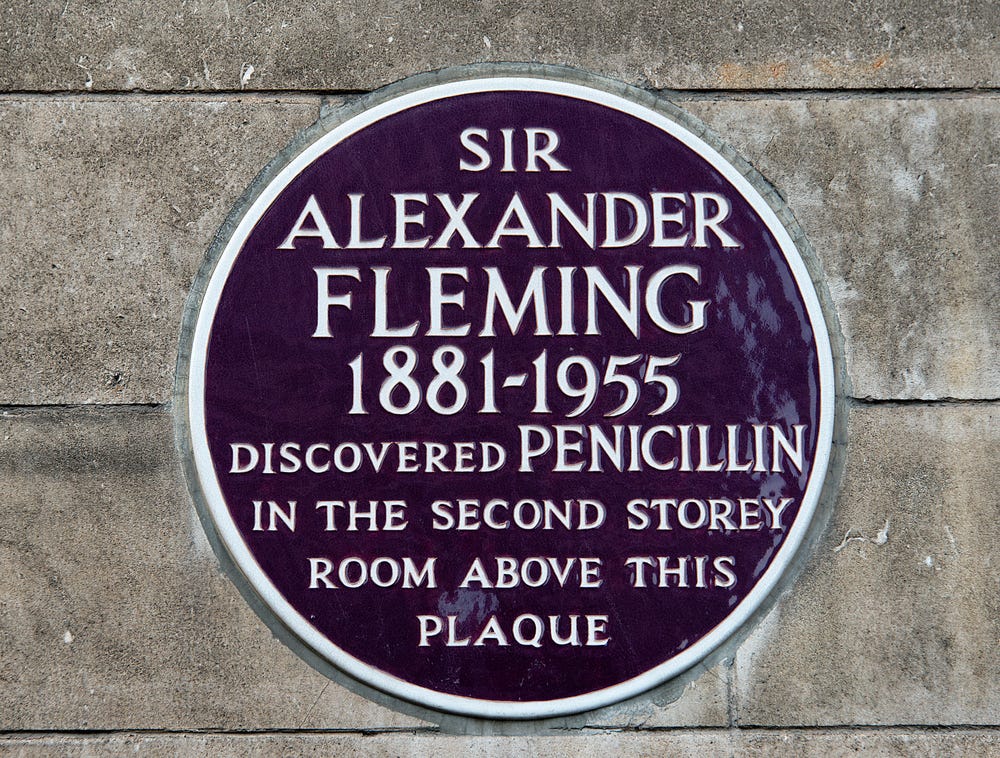 SIR
ALEXANDER
FLEMING
1881-1955
DISCOVERED PENICILLIN
IN THE SECOND STOREY
ROOM ABOVE THIS
PLAQUE